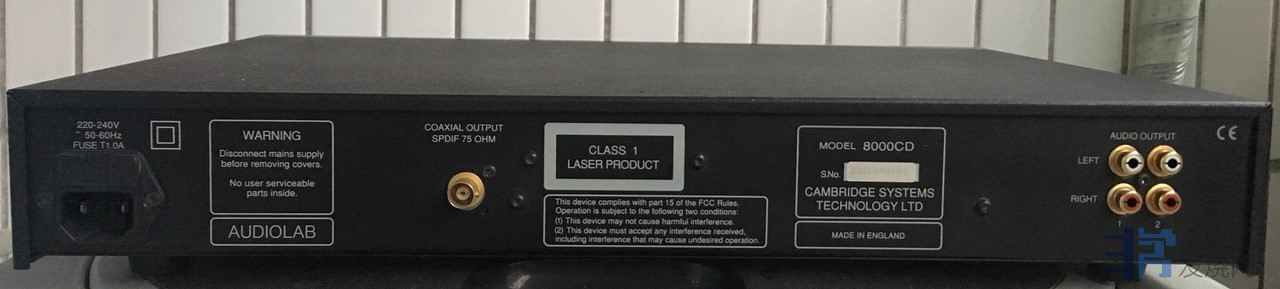 220-240V
~ 50-60Hz
FUSE T1.0A
WARNING
Disconnect mains supply
before removing covers.
No user serviceable
parts inside.
AUDIOLAB
COAXIAL OUTPUT
SPDIF 75 OHM
CLASS 1
LASER PRODUCT
This device complies with part 15 of the FCC Rules.
Operation is subject to the following two conditions:
(1) This device may not cause harmful interference.
(2) This device must accept any interference received,
including interference that may cause undesired operation.
MODEL 8000CD
S.No.
CAMBRIDGE SYSTEMS
TECHNOLOGY LTD
MADE IN ENGLAND
AUDIO OUTPUT
LEFT
RIGHT
1 2
CE